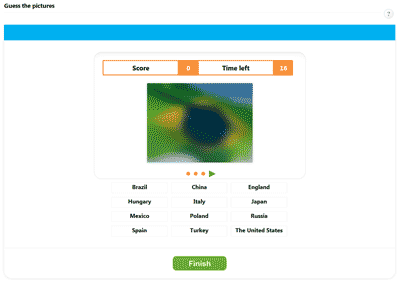 Guess the pictures
?
Score 0 Time left 16
Brazil China England
Hungary Italy Japan
Mexico Poland Russia
Spain Turkey The United States
Finish